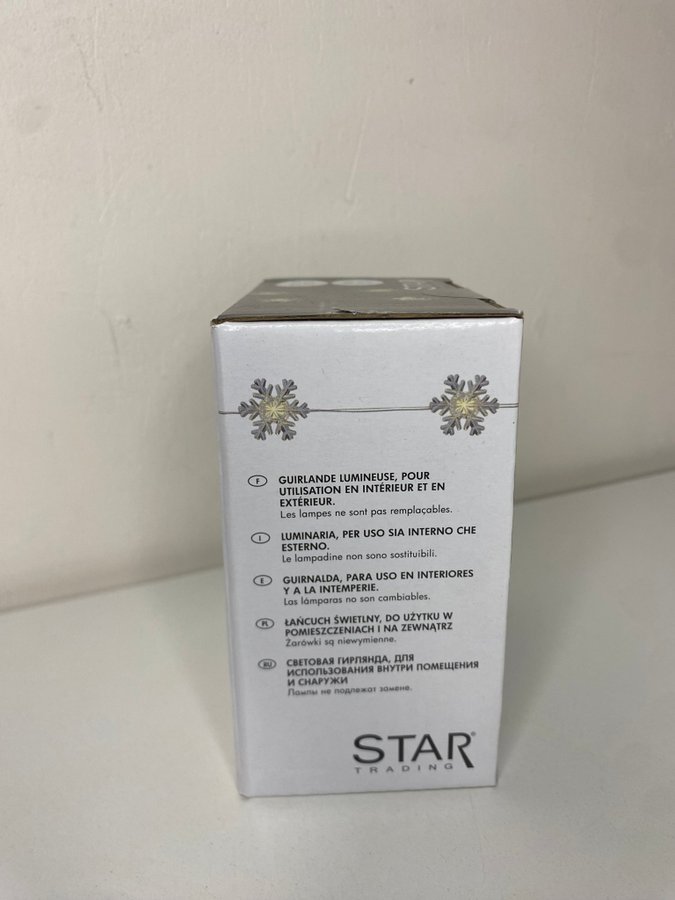 F GUIRLANDE LUMINEUSE, POUR
UTILISATION EN INTÉRIEUR ET EN
EXTÉRIEUR.
Les lampes ne sont pas remplaçables.
I LUMINARIA, PER USO SIA INTERNO CHE
ESTERNO.
Le lampadine non sono sostituibili.
E GUIRNALDA, PARA USO EN INTERIORES
Y A LA INTEMPERIE.
Las lámparas no son cambiables.
PL ŁAŃCUCH ŚWIETLNY, DO UŻYTKU W
POMIESZCZENIACH I NA ZEWNĄTRZ
Żarówki są niewymienne.
RU СВЕТОВАЯ ГИРЛЯНДА, ДЛЯ
ИСПОЛЬЗОВАНИЯ ВНУТРИ ПОМЕЩЕНИЯ
И СНАРУЖИ
Лампы не подлежат замене.
STAR®
TRADING